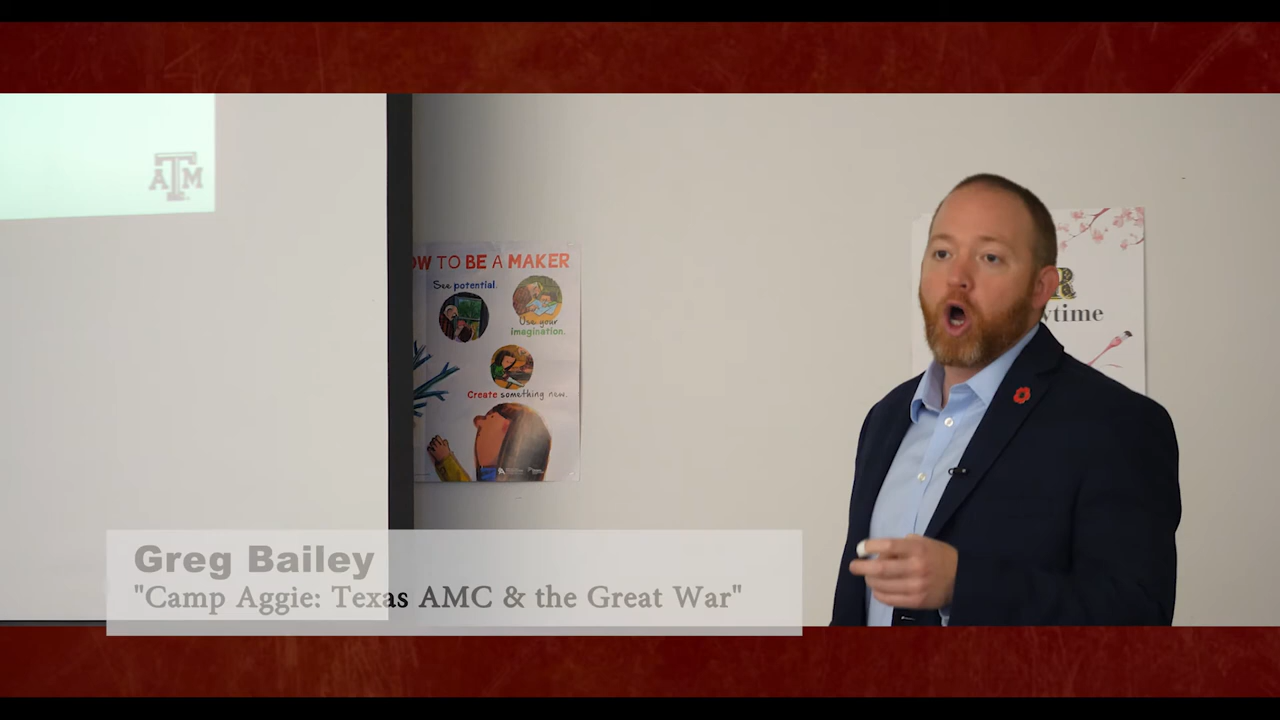 ATM
OW TO BE A MAKER
See potential.
Use your
imagination.
Create something new.
R
ytime
Greg Bailey
"Camp Aggie: Texas AMC & the Great War"